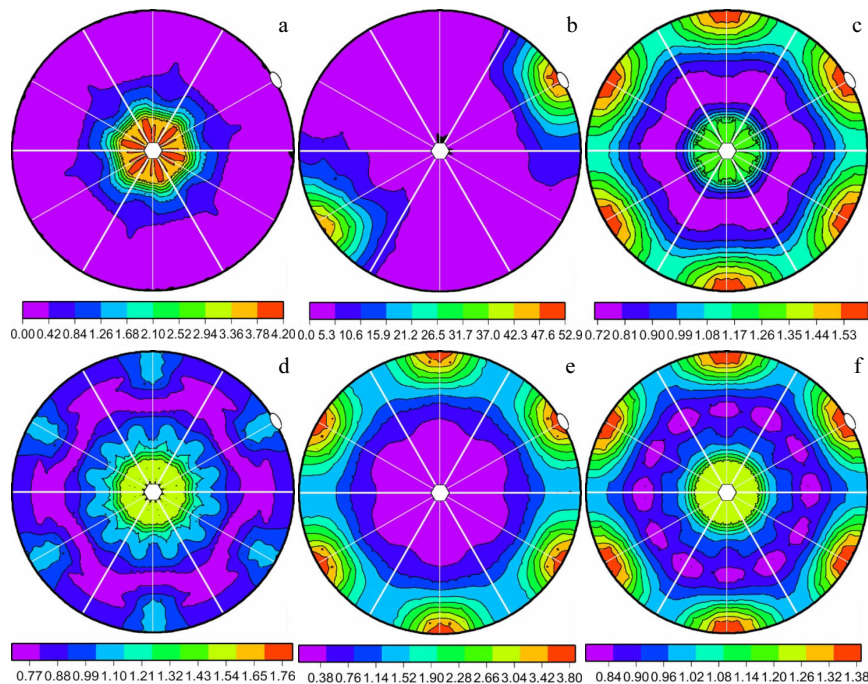 a
b
c
0.00 0.42 0.84 1.26 1.68 2.10 2.52 2.94 3.36 3.78 4.20
0.0 5.3 10.6 15.9 21.2 26.5 31.7 37.0 42.3 47.6 52.9
0.72 0.81 0.90 0.99 1.08 1.17 1.26 1.35 1.44 1.53
d
e
f
0.77 0.88 0.99 1.10 1.21 1.32 1.43 1.54 1.65 1.76
0.38 0.76 1.14 1.52 1.90 2.28 2.66 3.04 3.42 3.80
0.84 0.90 0.96 1.02 1.08 1.14 1.20 1.26 1.32